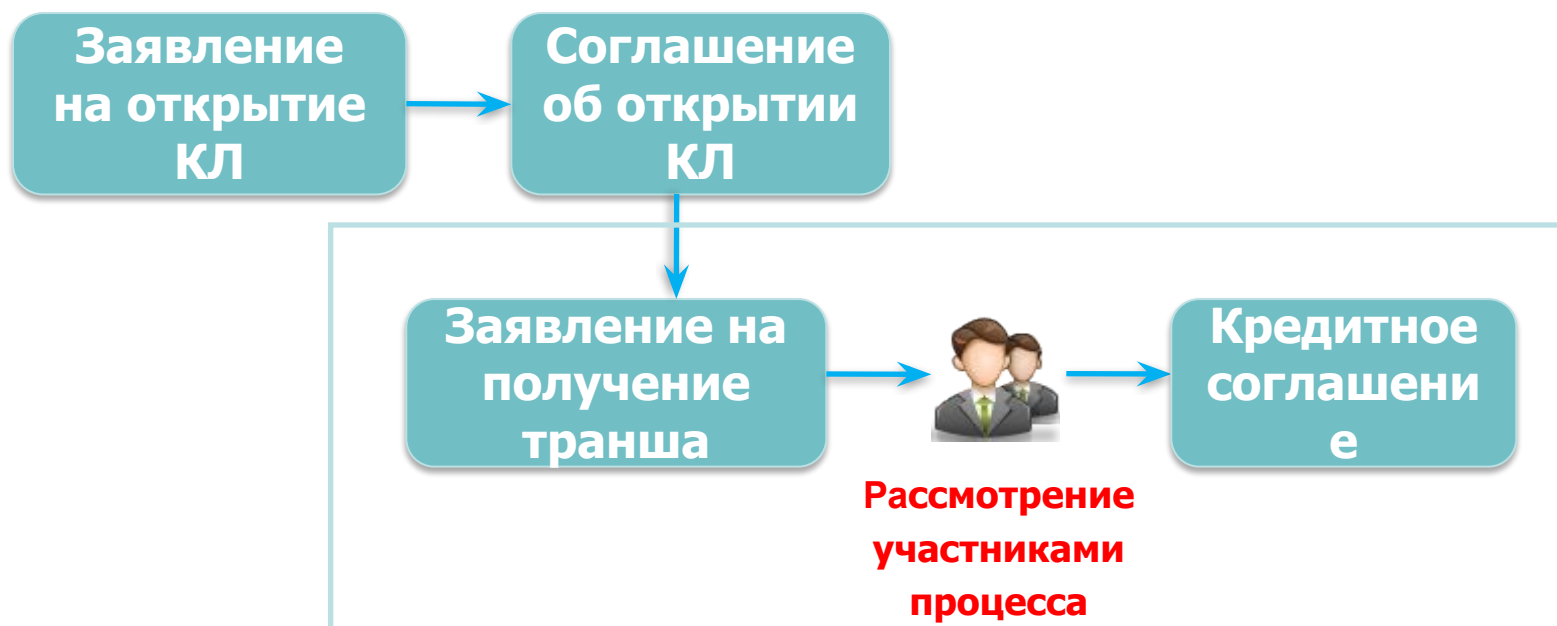 Заявление
на открытие
КЛ
Соглашение
об открытии
КЛ
Заявление на
получение
транша
Кредитное
соглашени
е
Рассмотрение
участниками
процесса